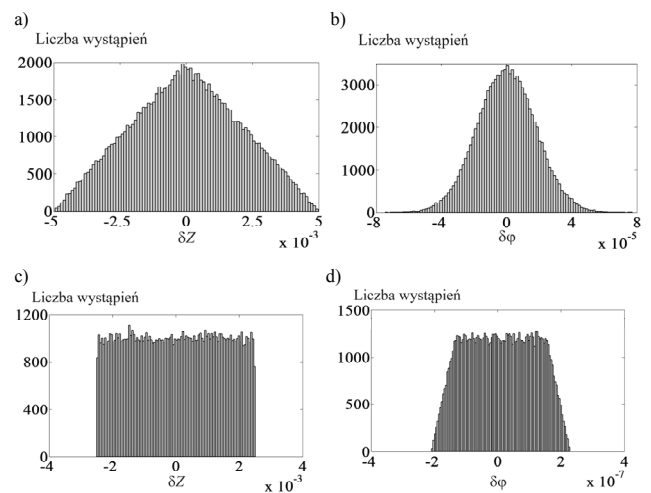 a)
Liczba wystąpień
2000
1500
1000
500
0
-5 -2.5 0 2.5 5
δZ
x 10⁻³
b)
Liczba wystąpień
3000
2000
1000
0
-8 -4 0 4 8
δφ
x 10⁻⁵
c)
Liczba wystąpień
1200
800
400
0
-4 -2 0 2 4
δZ
x 10⁻³
d)
Liczba wystąpień
1500
1000
500
0
-4 -2 0 2 4
δφ
x 10⁻⁷